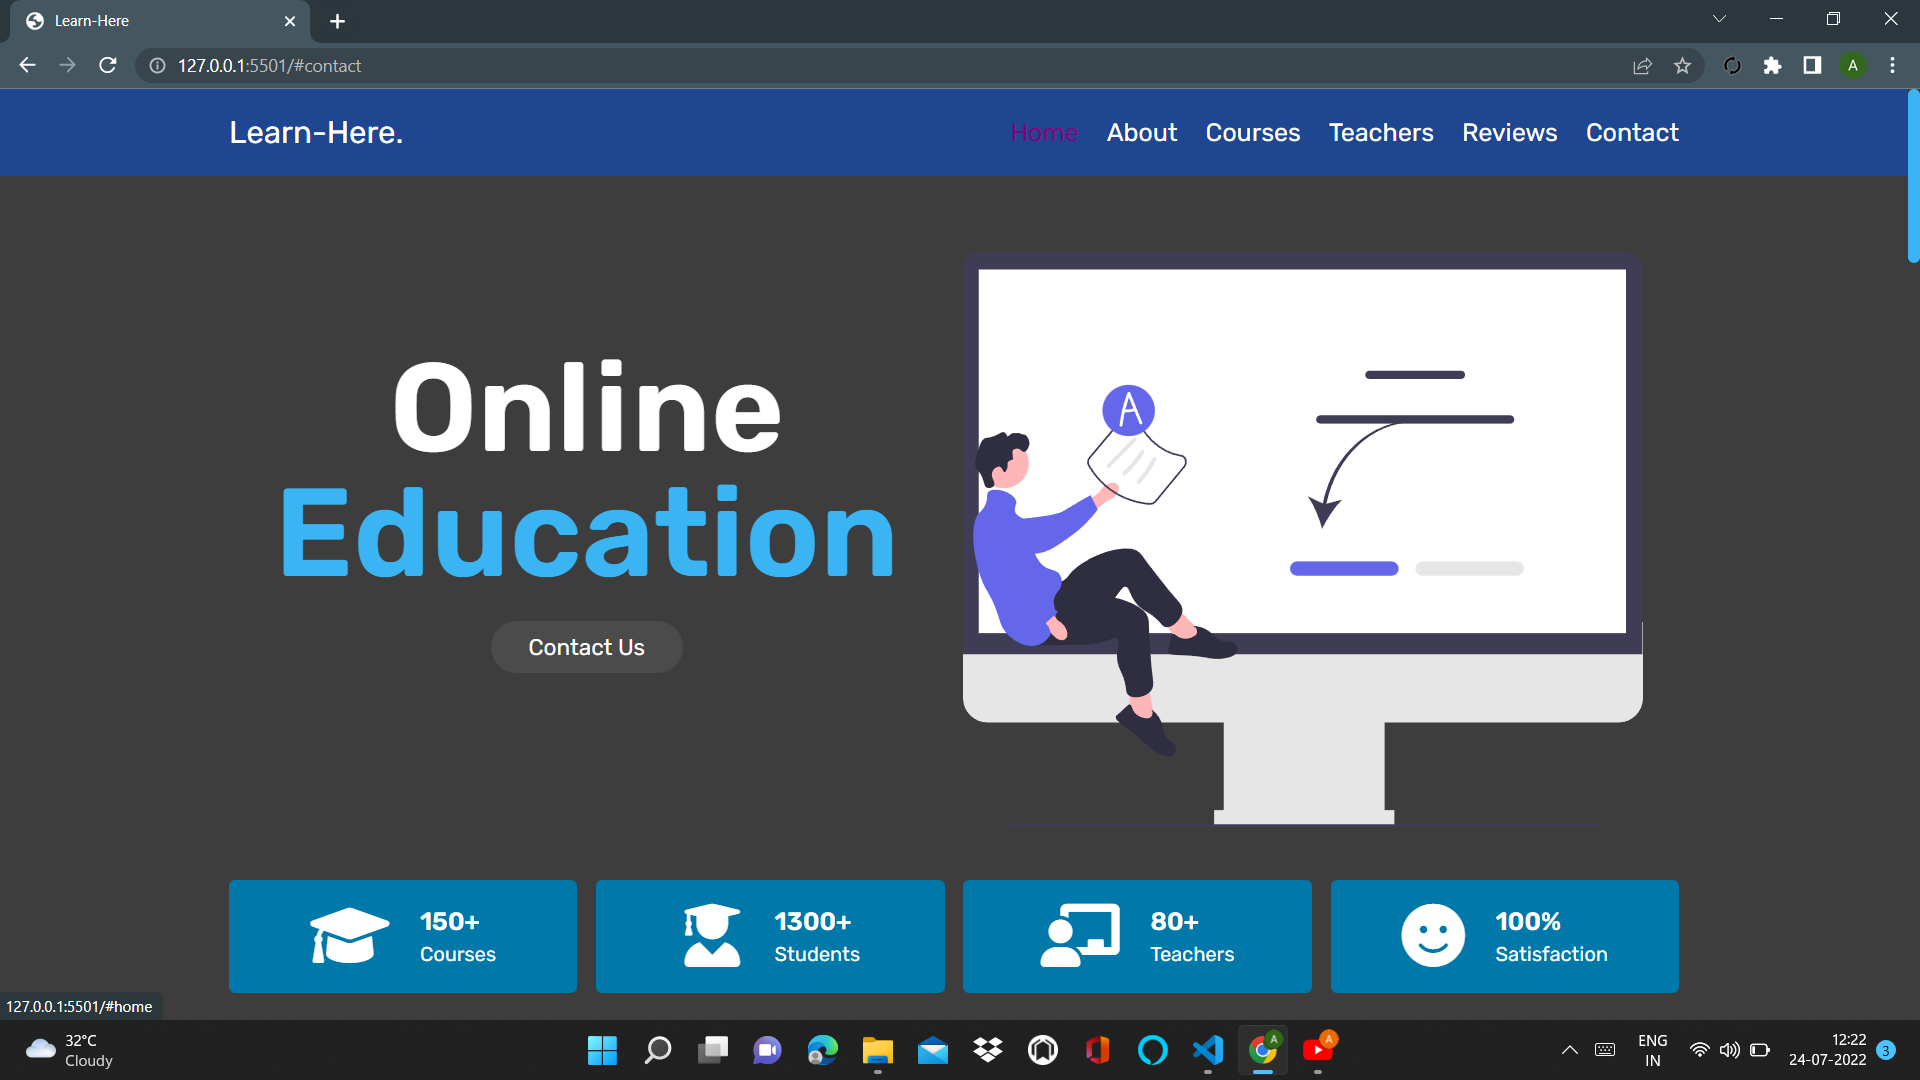 Learn-Here
127.0.0.1:5501/#contact
A
Learn-Here.
Home About Courses Teachers Reviews Contact
Online
Education
Contact Us
A
150+
Courses
1300+
Students
80+
Teachers
100%
Satisfaction
127.0.0.1:5501/#home
32°C
Cloudy
A
A
ENG
IN
12:22
24-07-2022
3